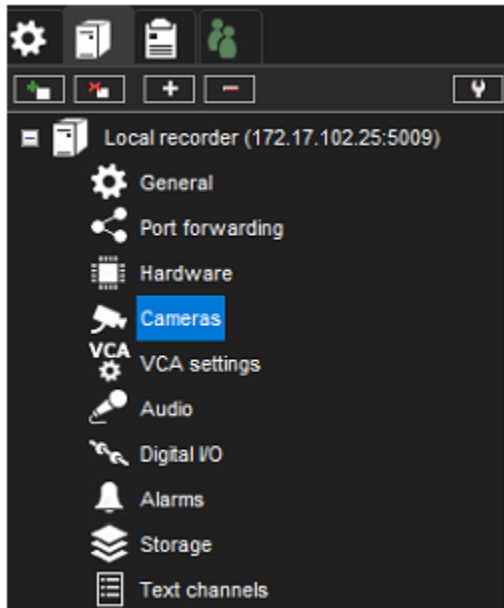 Local recorder (172.17.102.25:5009)
General
Port forwarding
Hardware
Cameras
VCA
VCA settings
Audio
Digital I/O
Alarms
Storage
Text channels